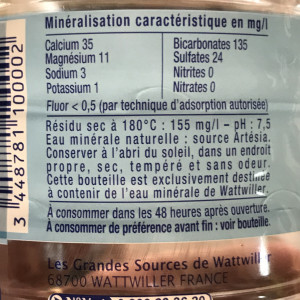 Minéralisation caractéristique en mg/l
Calcium 35 Bicarbonates 135
Magnésium 11 Sulfates 24
Sodium 3 Nitrites 0
Potassium 1 Nitrates 0
Fluor < 0,5 (par technique d'adsorption autorisée)
Résidu sec à 180°C : 155 mg/l - pH : 7,5
Eau minérale naturelle : source Artésia.
Conserver à l'abri du soleil, dans un endroit
propre, sec, tempéré et sans odeur.
Cette bouteille est exclusivement destinée
à contenir de l'eau minérale de Wattwiller.
À consommer dans les 48 heures après ouverture.
À consommer de préférence avant fin : voir bouteille.
Les Grandes Sources de Wattwiller
68700 WATTWILLER FRANCE
3 448781 100002